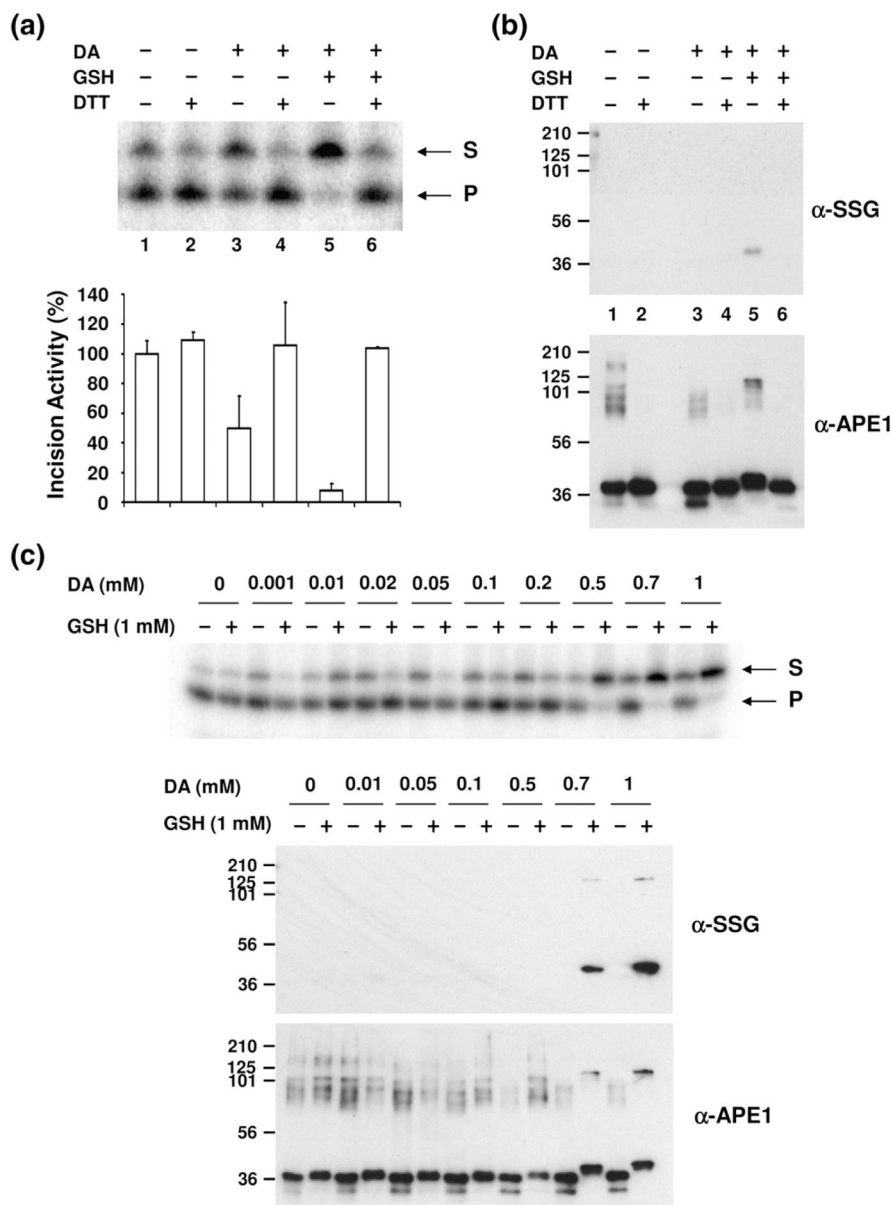 (a)
DA − − + + + +
GSH − − − − + +
DTT − + − + − +
S
P
1 2 3 4 5 6
Incision Activity (%)
140
120
100
80
60
40
20
0
(b)
DA − − + + + +
GSH − − − − + +
DTT − + − + − +
210
125
101
56
36
α-SSG
1 2 3 4 5 6
210
125
101
56
36
α-APE1
(c)
DA (mM) 0 0.001 0.01 0.02 0.05 0.1 0.2 0.5 0.7 1
GSH (1 mM) − + − + − + − + − + − + − + − + − + − +
S
P
DA (mM) 0 0.01 0.05 0.1 0.5 0.7 1
GSH (1 mM) − + − + − + − + − + − + − +
210
125
101
56
36
α-SSG
210
125
101
56
36
α-APE1